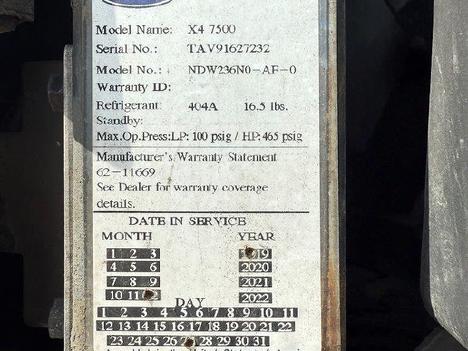 Model Name: X4 7500
Serial No.: TAV91627232
Model No.: NDW236N0-AF-0
Warranty ID:
Refrigerant: 404A 16.5 lbs.
Standby:
Max.Op.Press:LP: 100 psig / HP: 465 psig
Manufacturer's Warranty Statement
62-11669
See Dealer for warranty coverage
details.
DATE IN SERVICE
MONTH YEAR
1 2 3 2019
4 5 6 2020
7 8 9 2021
10 11 2022
DAY
1 2 3 4 5 6 7 8 9 10 11
12 13 14 15 16 17 18 19 20 21 22
23 24 25 26 28 29 30 31